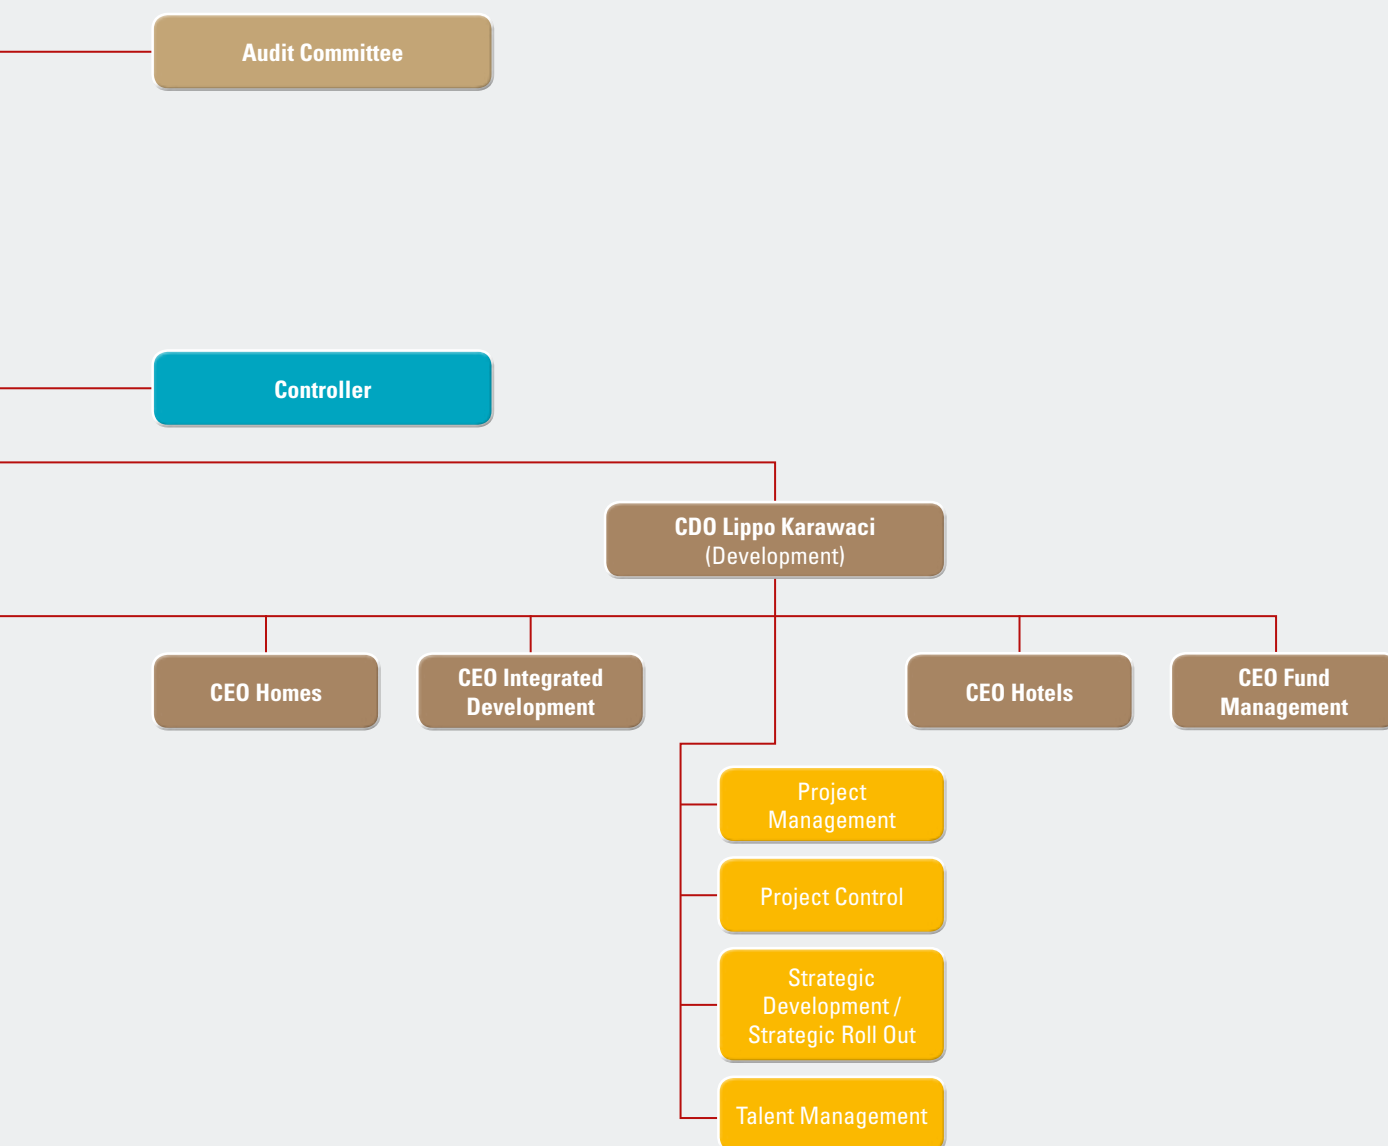 Audit Committee
Controller
CDO Lippo Karawaci
(Development)
CEO Homes
CEO Integrated
Development
CEO Hotels
CEO Fund
Management
Project
Management
Project Control
Strategic
Development /
Strategic Roll Out
Talent Management